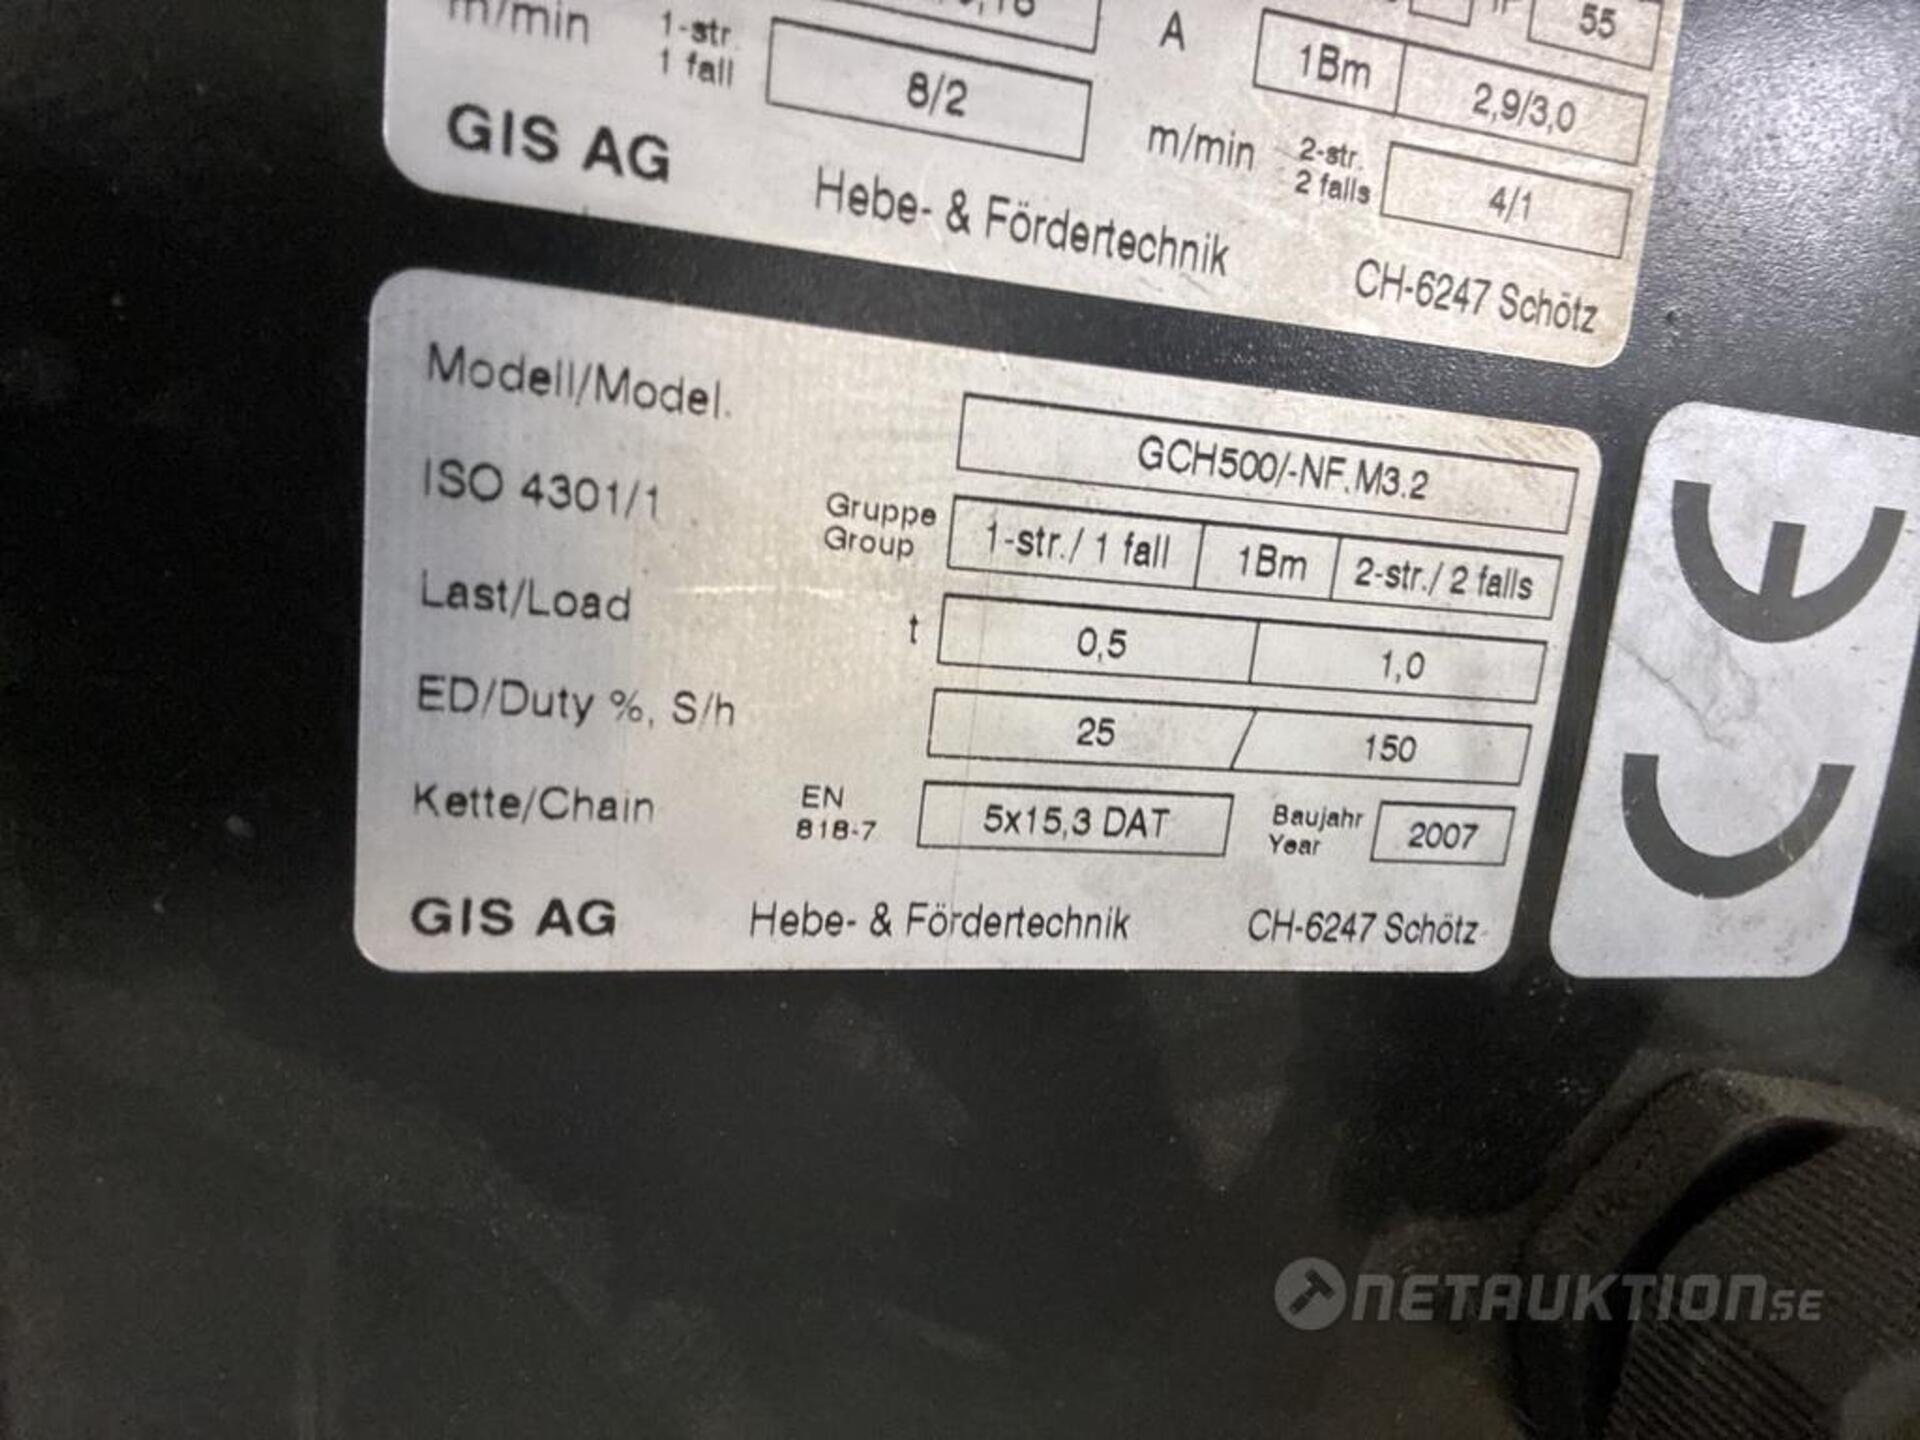 55
A 1Bm 2,9/3,0
m/min 1-str. 1 fall 8/2
m/min 2-str. 2 falls 4/1
GIS AG Hebe- & Fördertechnik CH-6247 Schötz
Modell/Model. GCH500/-NF.M3.2
ISO 4301/1 Gruppe Group 1-str./ 1 fall 1Bm 2-str./ 2 falls
Last/Load t 0,5 1,0
ED/Duty %, S/h 25 / 150
Kette/Chain EN 818-7 5x15,3 DAT Baujahr Year 2007
GIS AG Hebe- & Fördertechnik CH-6247 Schötz
CE
NETAUKTION.SE